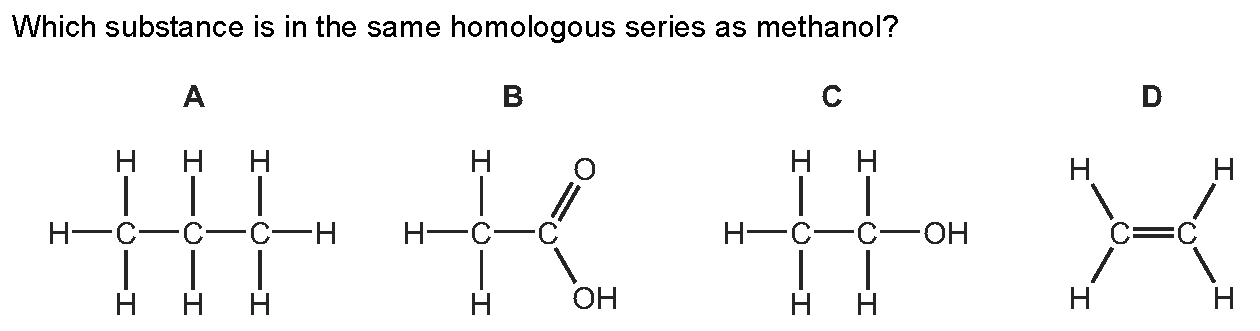 Which substance is in the same homologous series as methanol?
A B C D
H H H H O H H H H
H C C C H H C C H C C OH C C
H H H H OH H H H H